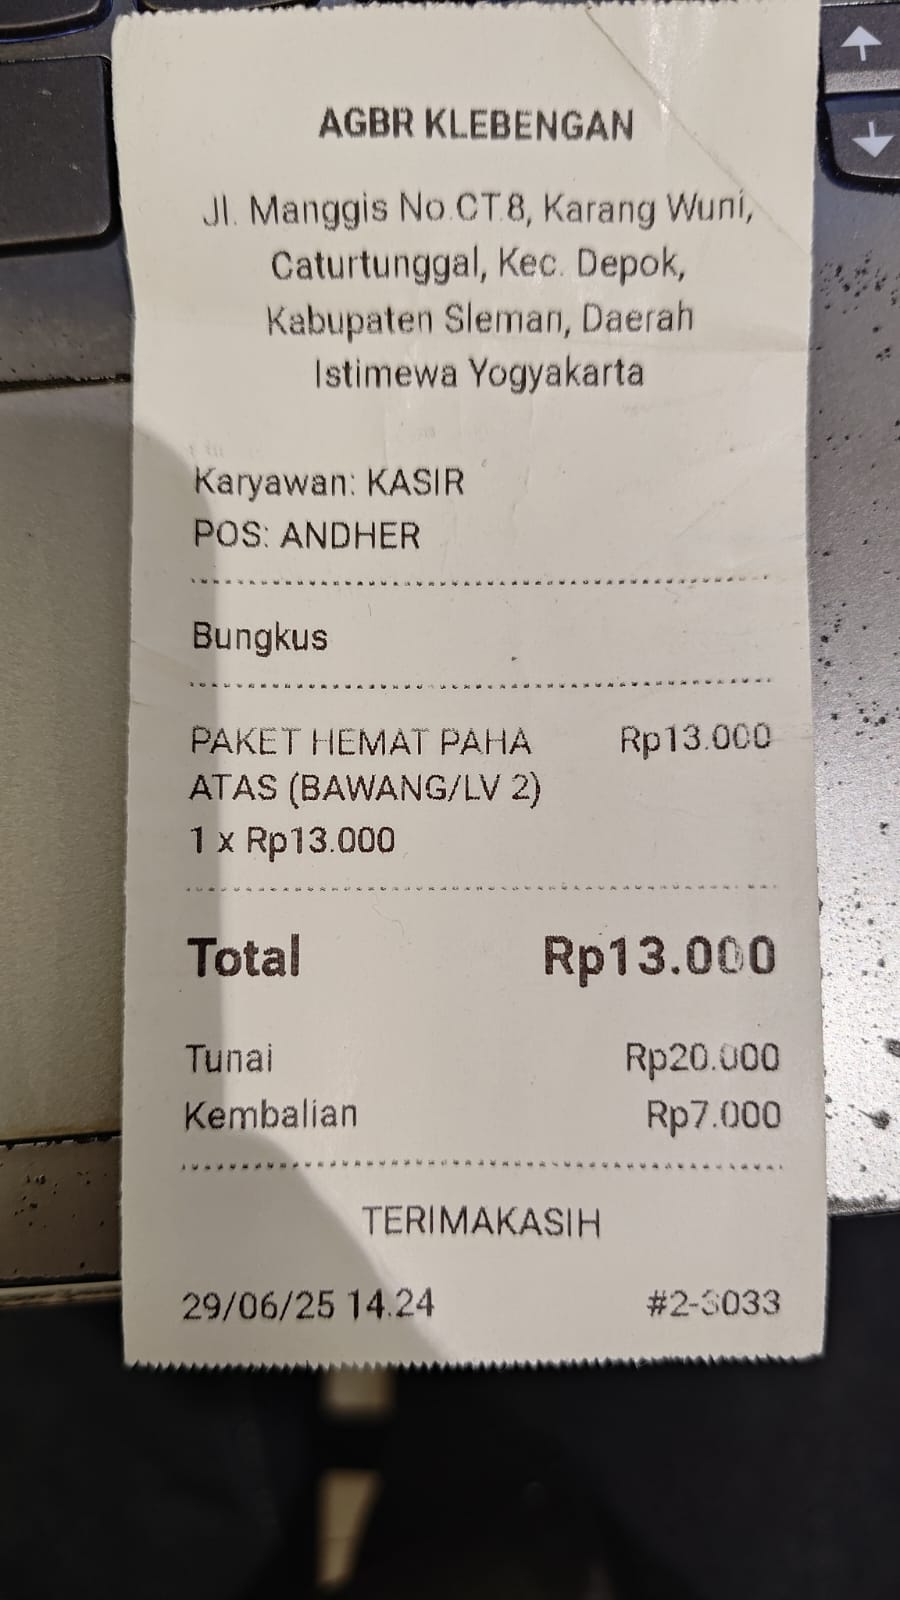 AGBR KLEBENGAN
Jl. Manggis No.CT.8, Karang Wuni,
Caturtunggal, Kec. Depok,
Kabupaten Sleman, Daerah
Istimewa Yogyakarta
Karyawan: KASIR
POS: ANDHER
Bungkus
PAKET HEMAT PAHA Rp13.000
ATAS (BAWANG/LV 2)
1 x Rp13.000
Total Rp13.000
Tunai Rp20.000
Kembalian Rp7.000
TERIMAKASIH
29/06/25 14.24 #2-3033